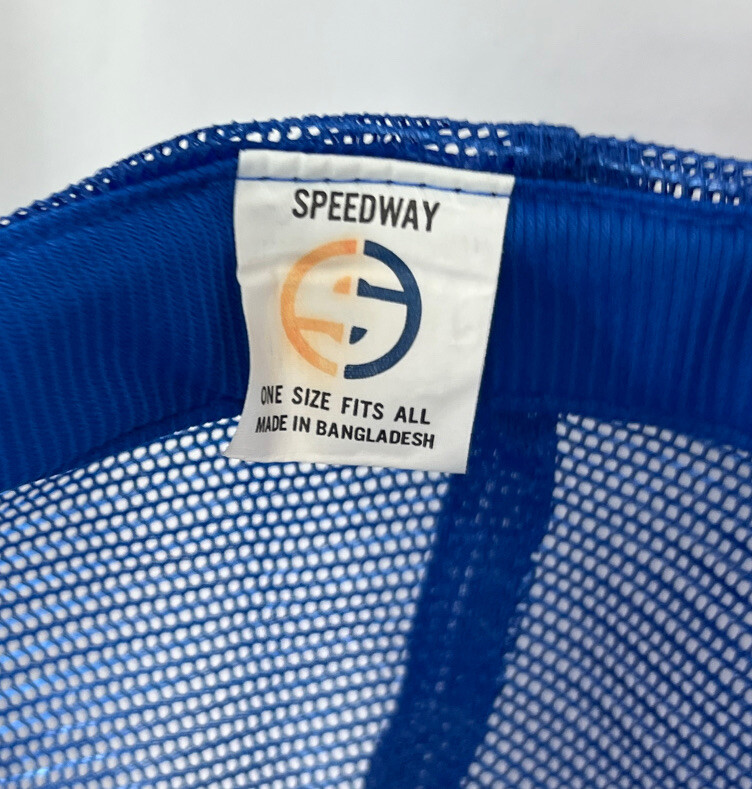 SPEEDWAY
S
ONE SIZE FITS ALL
MADE IN BANGLADESH